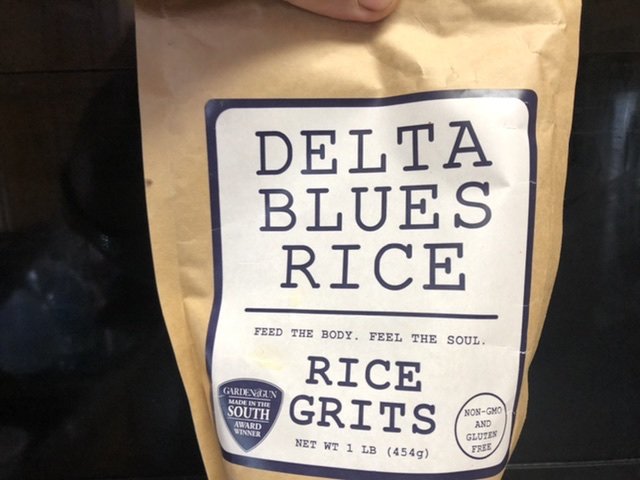 DELTA
BLUES
RICE
FEED THE BODY. FEEL THE SOUL.
RICE
GRITS
NET WT 1 LB (454g)
GARDEN&GUN
MADE IN THE
SOUTH
AWARD
WINNER
NON-GMO
AND
GLUTEN
FREE